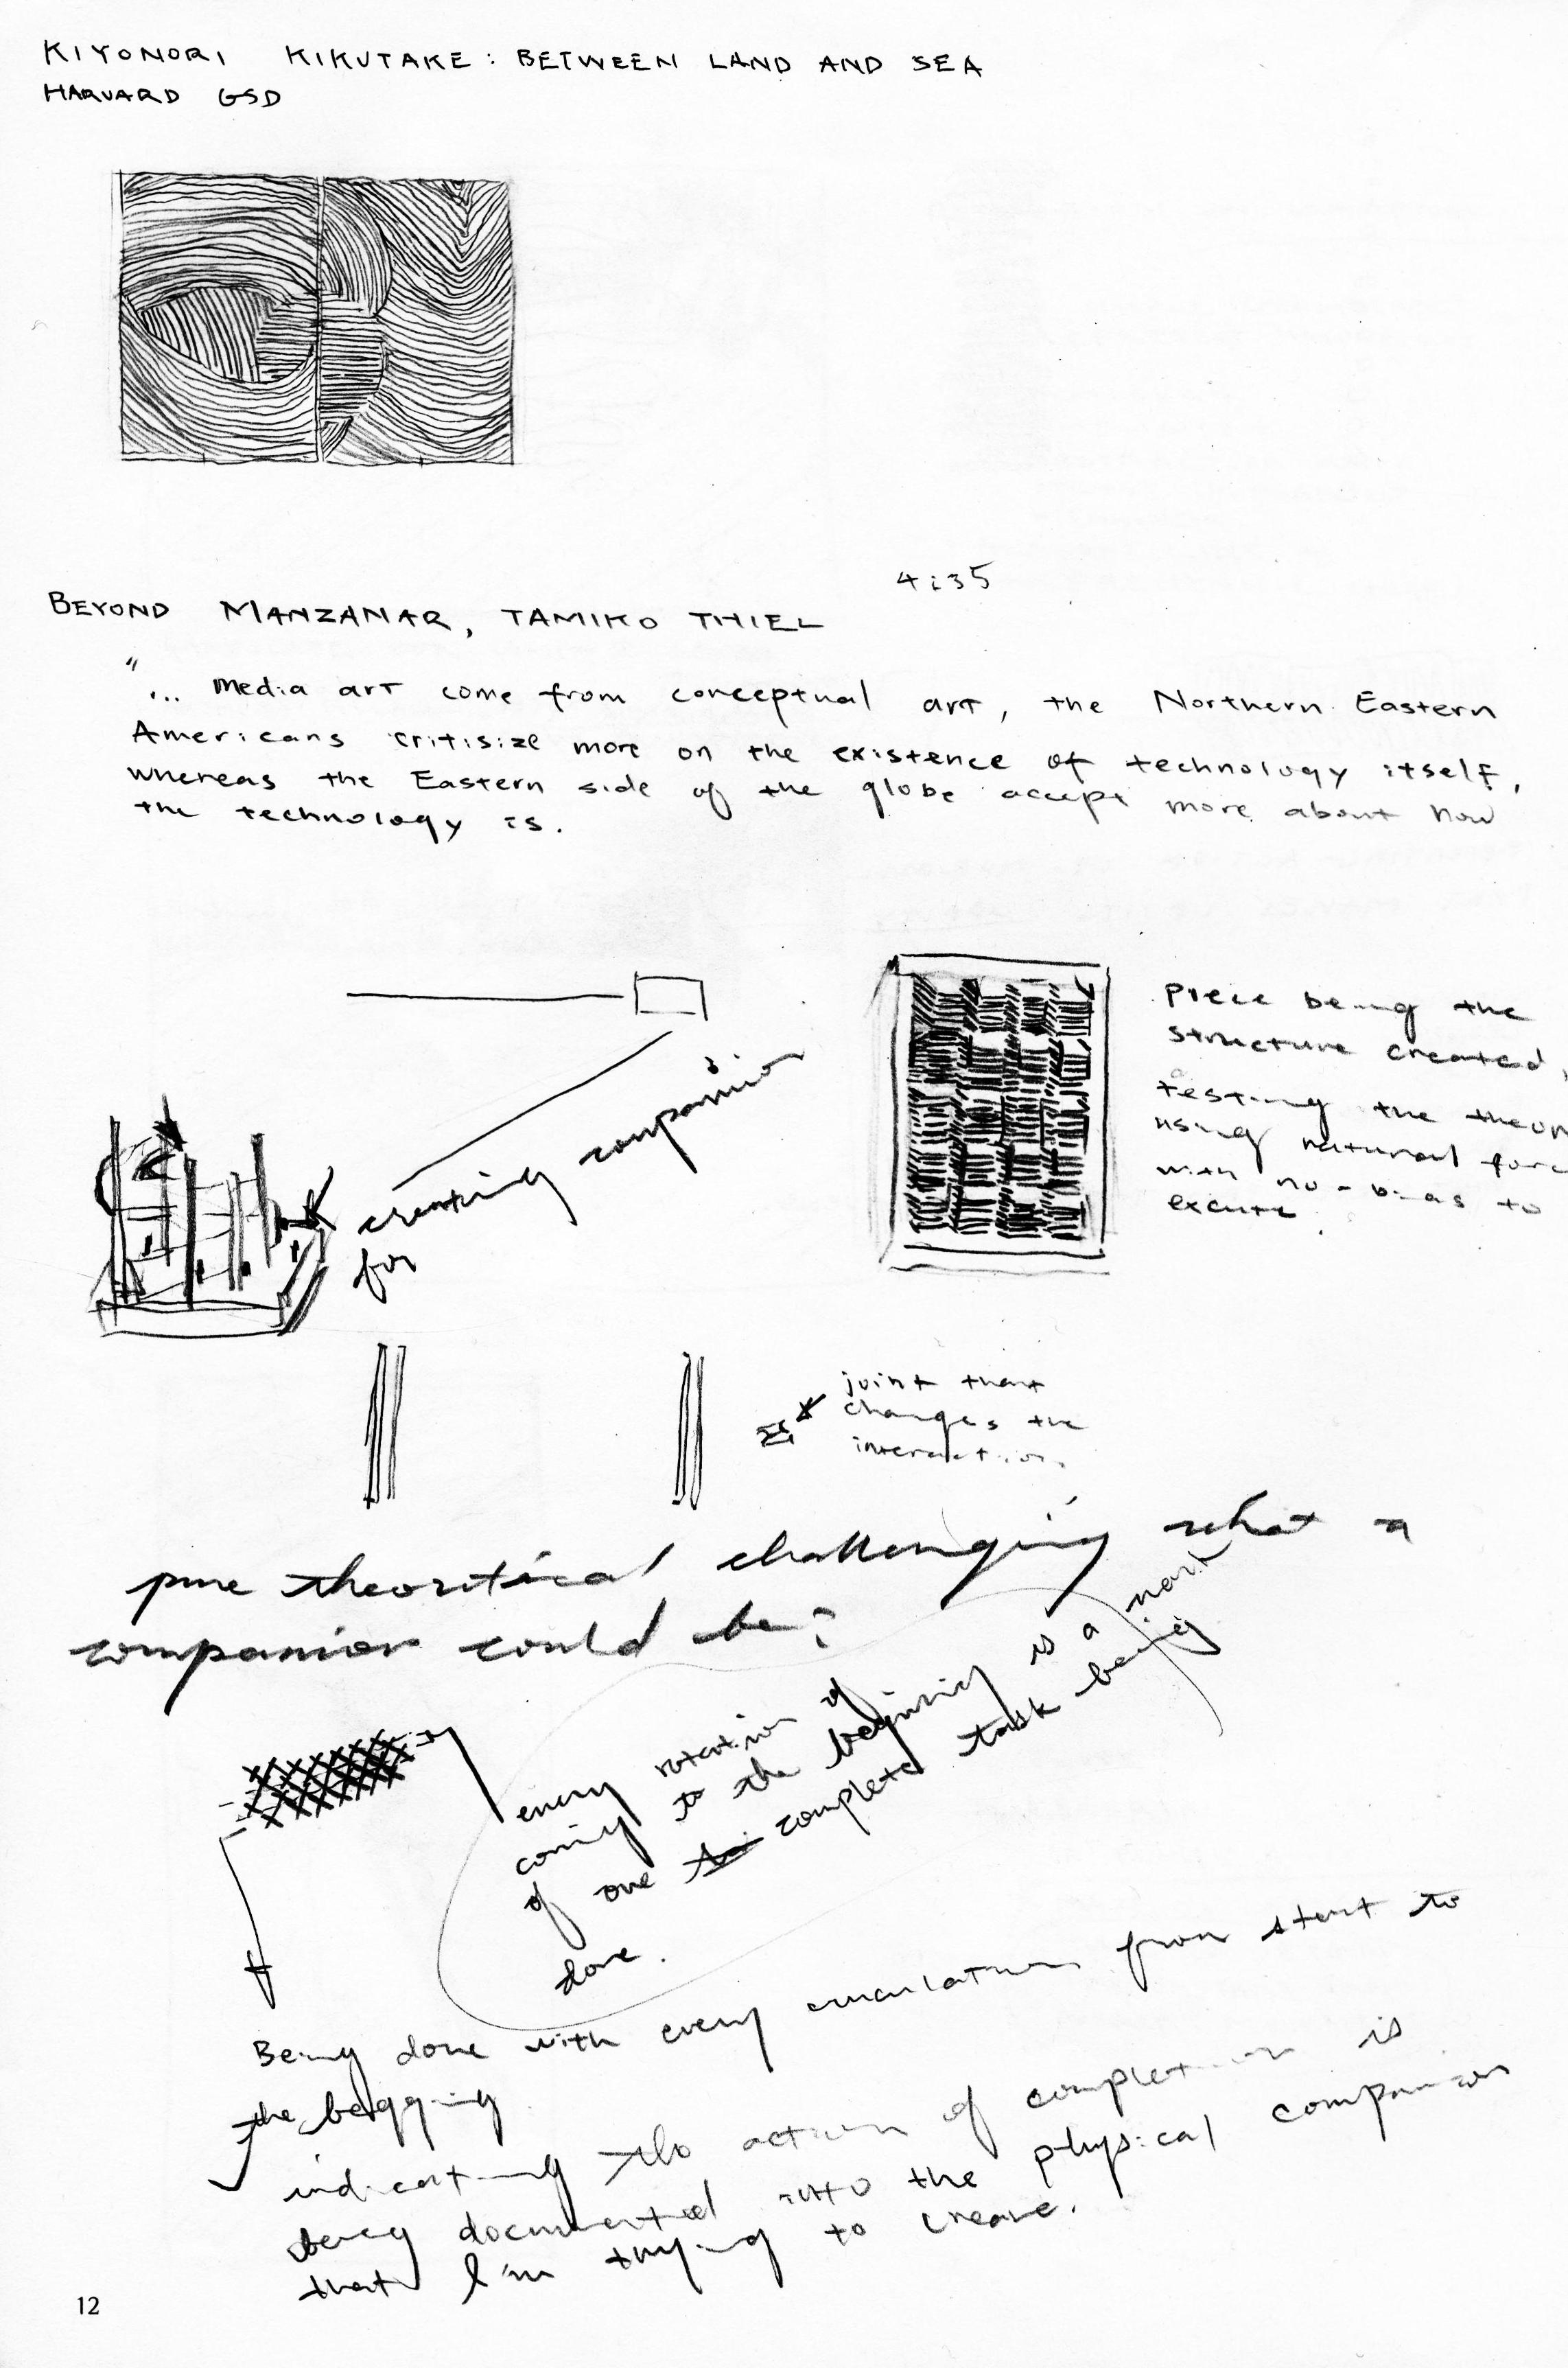 KIYONORI KIKUTAKE: BETWEEN LAND AND SEA
HARVARD GSD
4:35
BEYOND MANZANAR, TAMIKO THIEL
"... Media art come from conceptual art, the Northern Eastern
Americans critisize more on the existence of technology itself,
whereas the Eastern side of the globe accept more about how
the technology is.
creating companion
for
Piece being the
structure created,
testing the
using natural
with no-bias to
excute.
joint that
changes the
interaction.
pure theoritical challenging what a
companion could be?
every rotation of
coming to the beginning is a mark
of one complete task being
done.
Being done with every from start to
the beggging
indicating the action of completion is
being documented into the physical companion
that I'm trying to create.
12